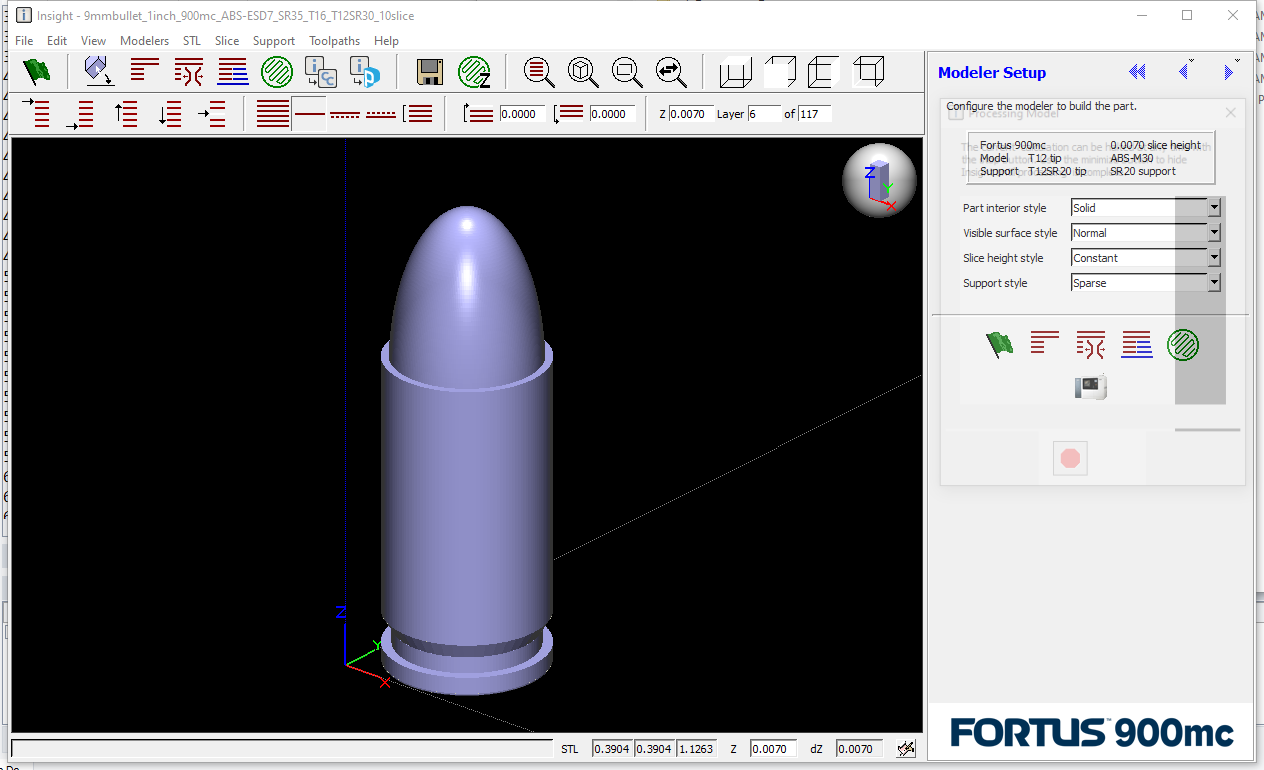 Insight - 9mmbullet_1inch_900mc_ABS-ESD7_SR35_T16_T12SR30_10slice
File Edit View Modelers STL Slice Support Toolpaths Help
0.0000 0.0000 Z 0.0070 Layer 6 of 117
Modeler Setup
Configure the modeler to build the part.
Processing Model
Fortus 900mc 0.0070 slice height
Model T12 tip ABS-M30
Support T12SR20 tip SR20 support
Part interior style Solid
Visible surface style Normal
Slice height style Constant
Support style Sparse
Z
Y
X
Z
Y
X
STL 0.3904 0.3904 1.1263 Z 0.0070 dZ 0.0070
FORTUS™ 900mc